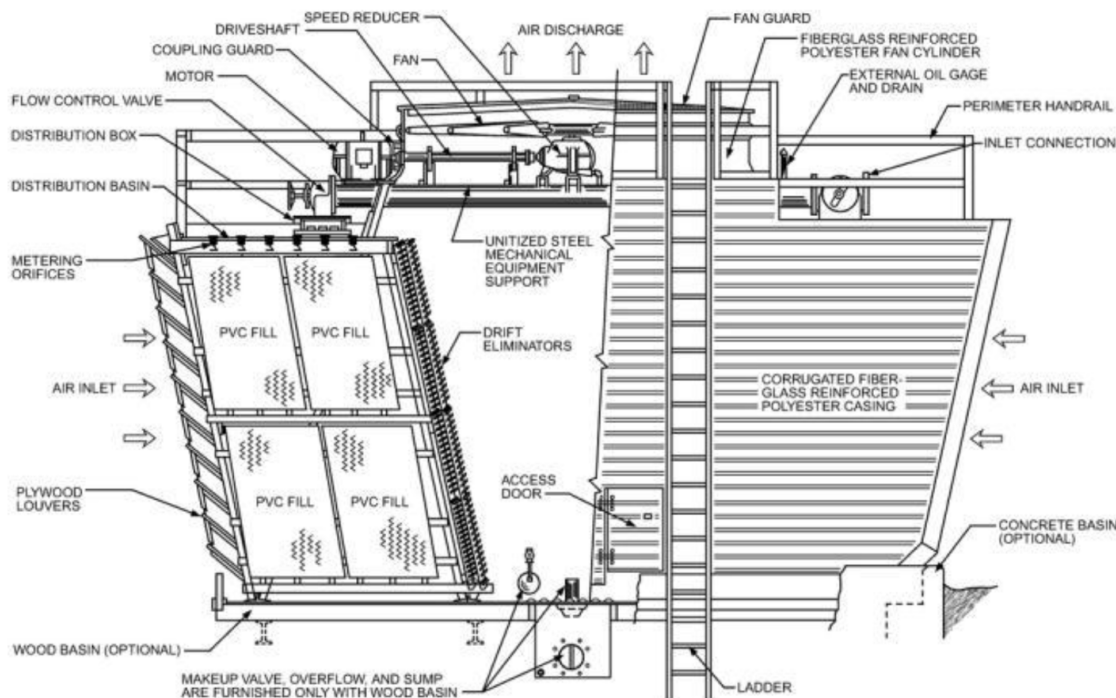 SPEED REDUCER
DRIVESHAFT
COUPLING GUARD
FAN
MOTOR
FLOW CONTROL VALVE
DISTRIBUTION BOX
DISTRIBUTION BASIN
METERING
ORIFICES
AIR DISCHARGE
FAN GUARD
FIBERGLASS REINFORCED
POLYESTER FAN CYLINDER
EXTERNAL OIL GAGE
AND DRAIN
PERIMETER HANDRAIL
INLET CONNECTION
UNITIZED STEEL
MECHANICAL
EQUIPMENT
SUPPORT
PVC FILL
PVC FILL
DRIFT
ELIMINATORS
AIR INLET
CORRUGATED FIBER-
GLASS REINFORCED
POLYESTER CASING
AIR INLET
PLYWOOD
LOUVERS
PVC FILL
PVC FILL
ACCESS
DOOR
CONCRETE BASIN
(OPTIONAL)
WOOD BASIN (OPTIONAL)
MAKEUP VALVE, OVERFLOW, AND SUMP
ARE FURNISHED ONLY WITH WOOD BASIN
LADDER